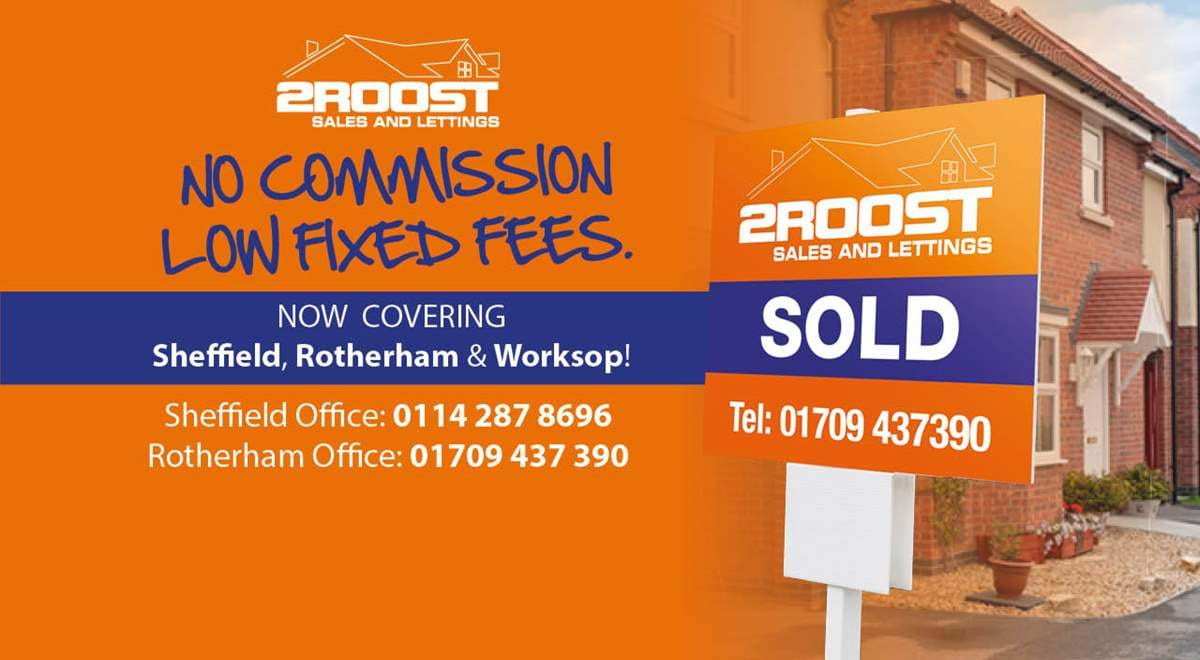 2ROOST
SALES AND LETTINGS
NO COMMISSION
LOW FIXED FEES.
NOW COVERING
Sheffield, Rotherham & Worksop!
Sheffield Office: 0114 287 8696
Rotherham Office: 01709 437 390
2ROOST
SALES AND LETTINGS
SOLD
Tel: 01709 437390